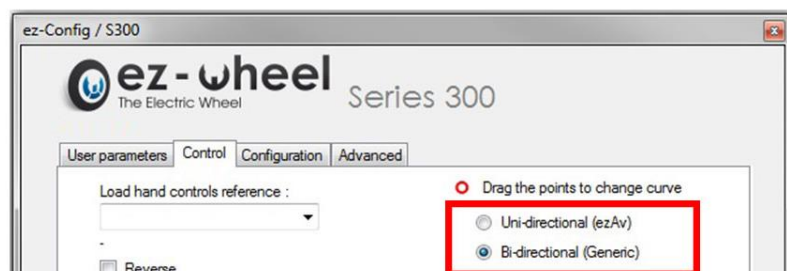 ez-Config / S300
ez-wheel
The Electric Wheel
Series 300
User parameters Control Configuration Advanced
Load hand controls reference :
-
Reverse
Drag the points to change curve
Uni-directional (ezAv)
Bi-directional (Generic)